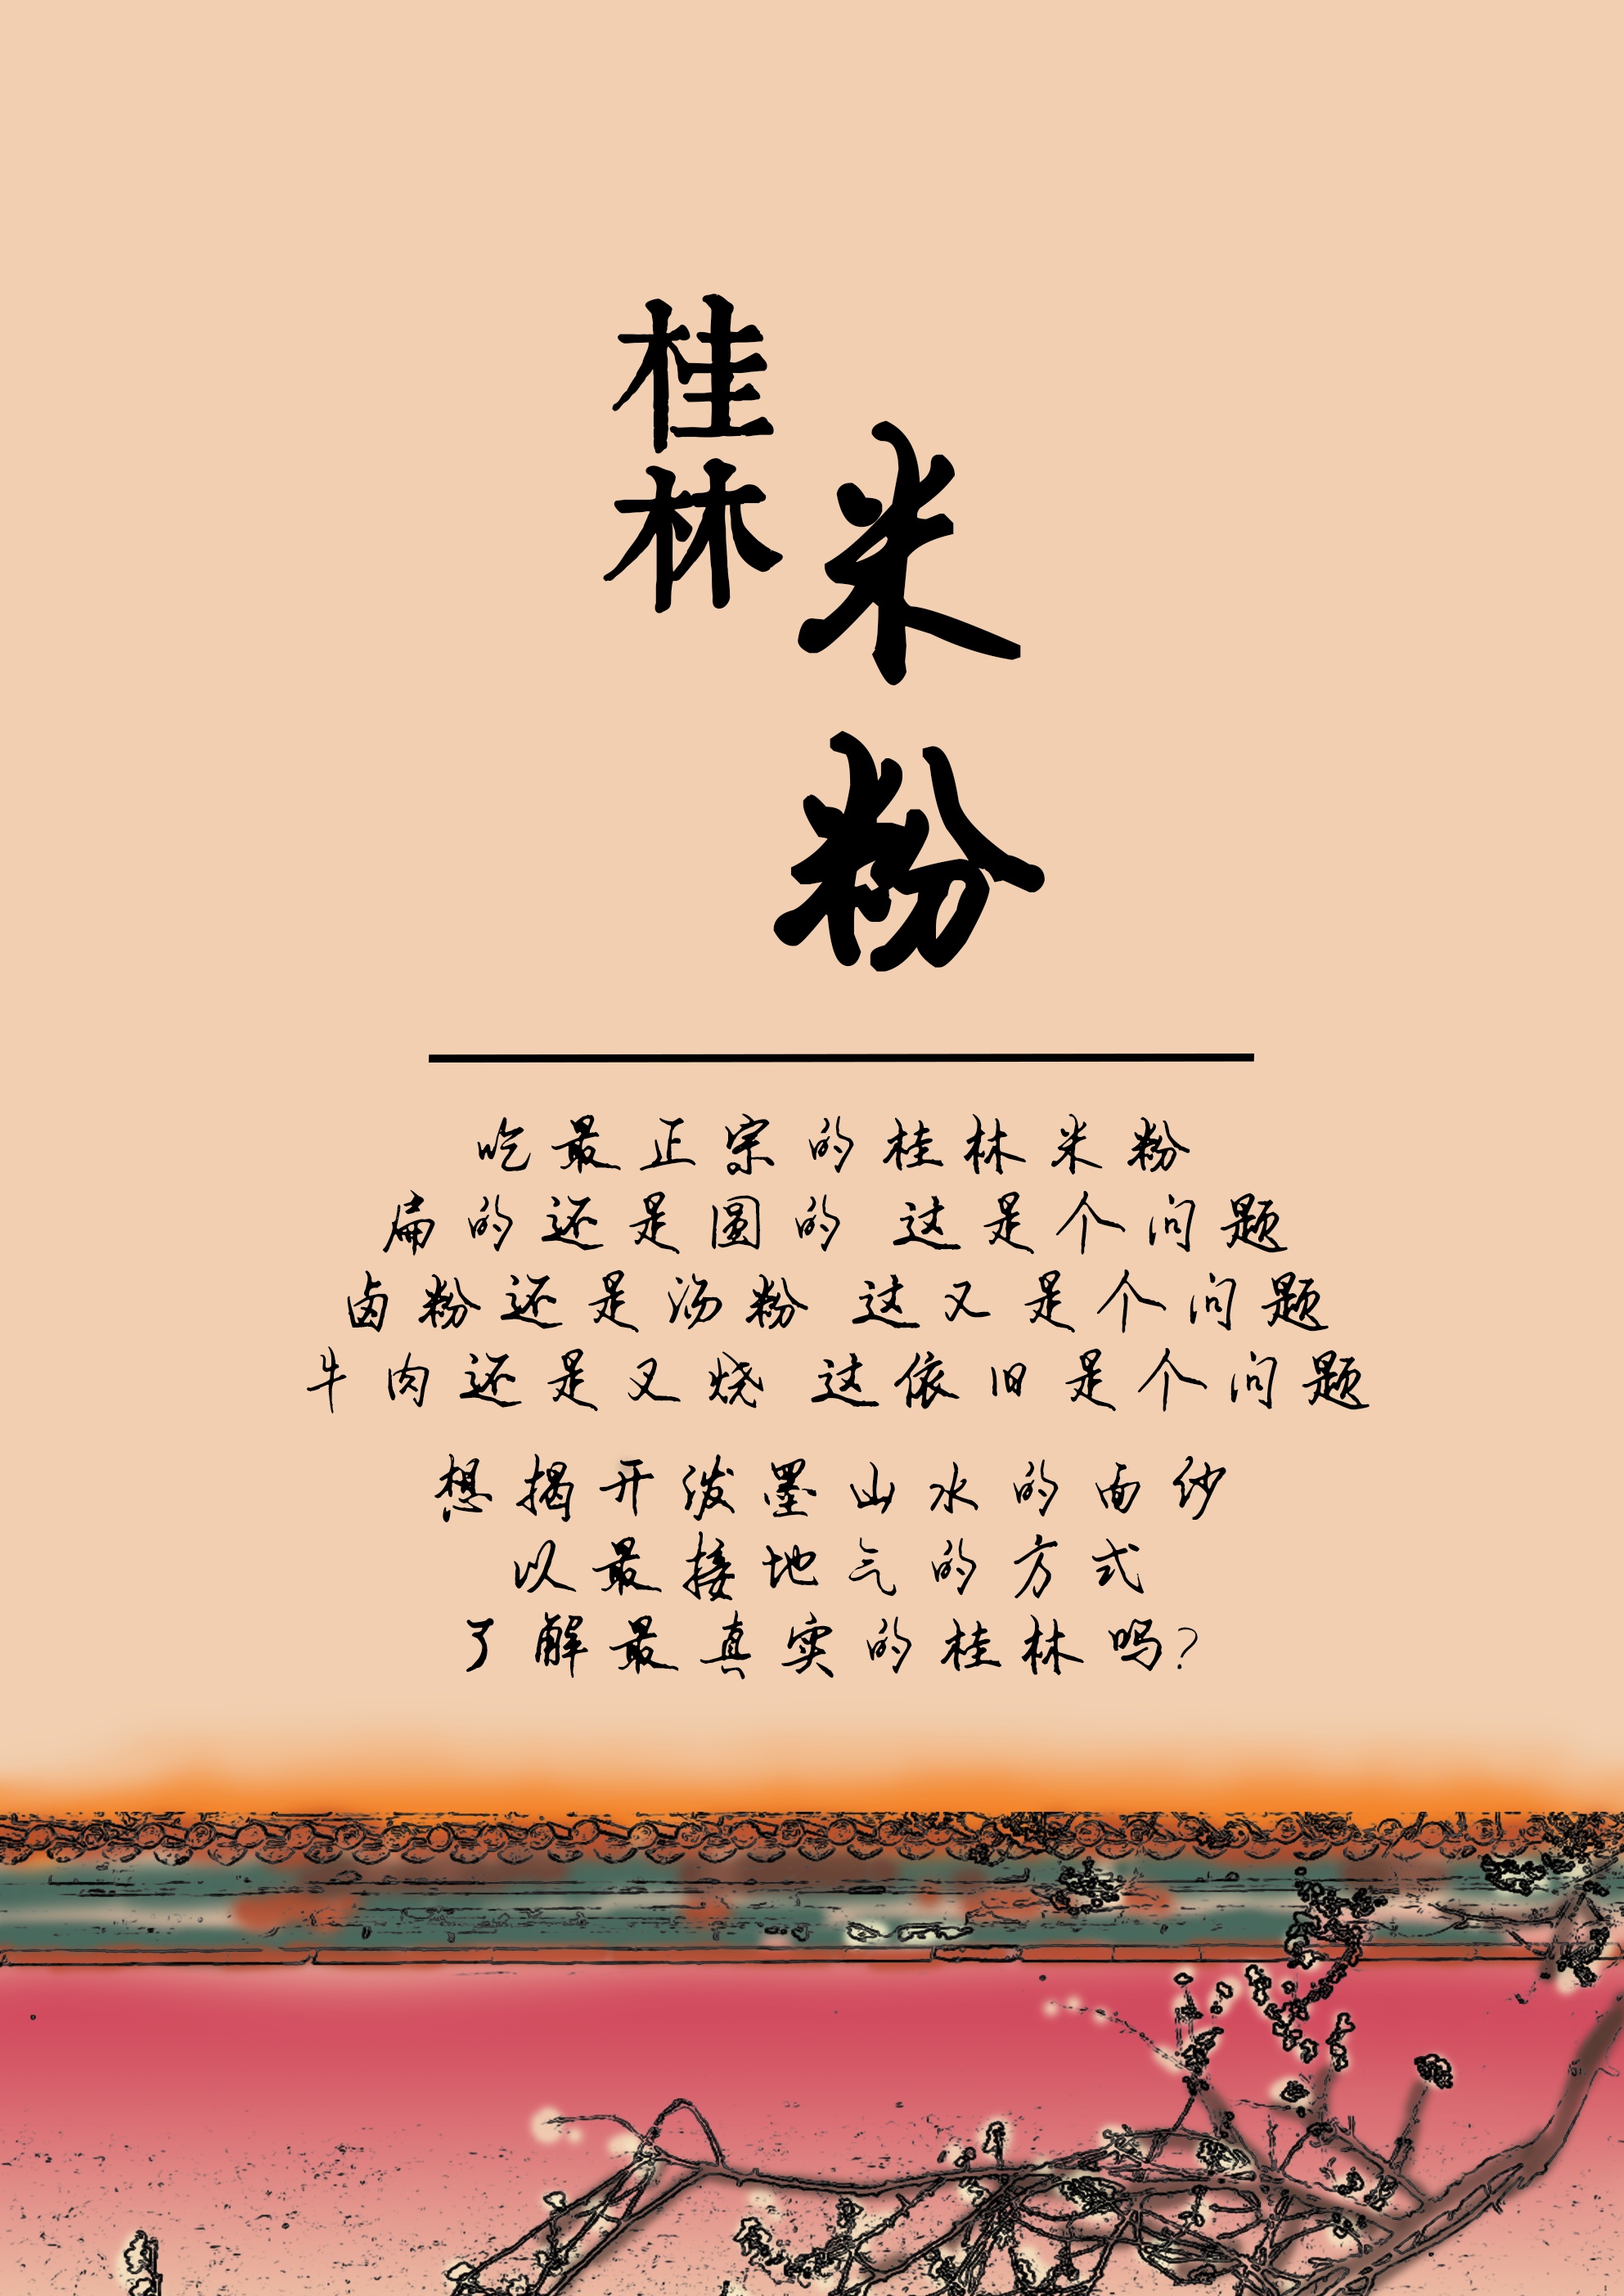 桂林
米粉
吃最正宗的桂林米粉
扁的还是圆的 这是个问题
卤粉还是汤粉 这又是个问题
牛肉还是叉烧 这依旧是个问题
想揭开泼墨山水的面纱
以最接地气的方式
了解最真实的桂林吗?